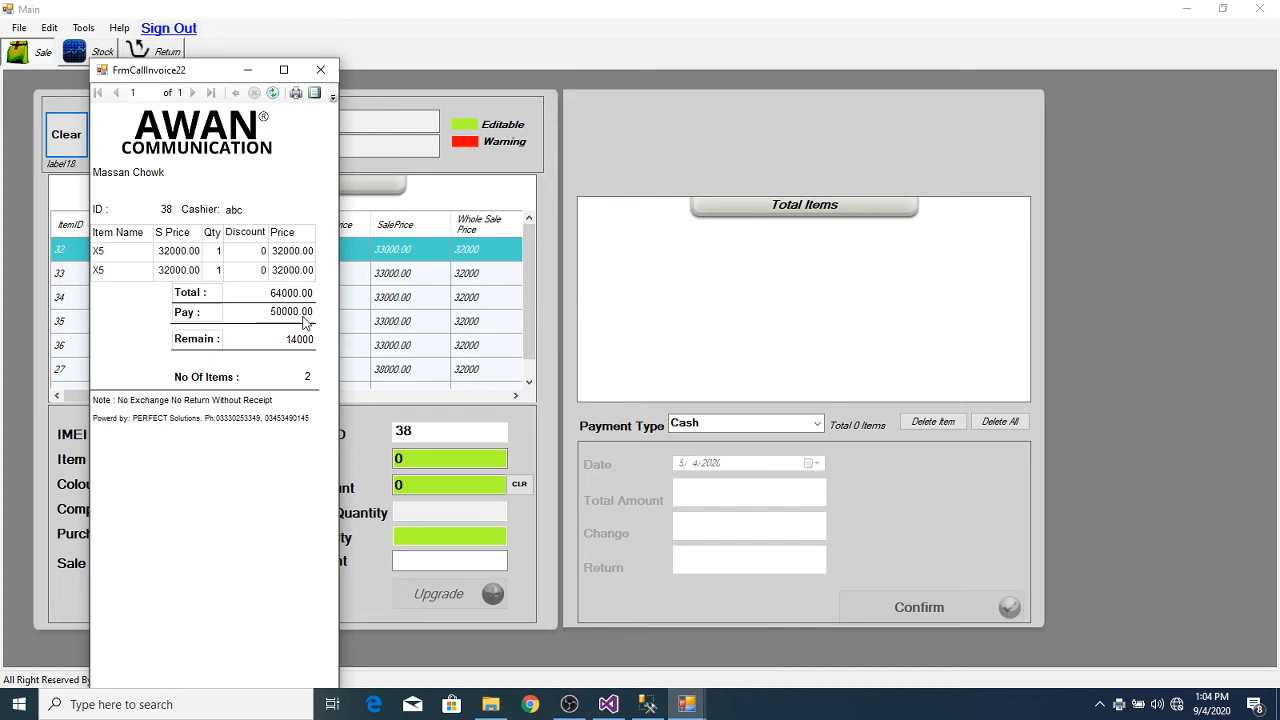 Main
File Edit Tools Help Sign Out
Sale Stock Return
FrmCallInvoice22
1 of 1
AWAN®
COMMUNICATION
Massan Chowk
ID : 38 Cashier: abc
Item Name S Price Qty Discount Price
X5 32000.00 1 0 32000.00
X5 32000.00 1 0 32000.00
Total : 64000.00
Pay : 50000.00
Remain : 14000
No Of Items : 2
Note : No Exchange No Return Without Receipt
Powerd by: PERFECT Solutions. Ph:03330253349, 03453490145
Clear
label18
Editable
Warning
ItemID rice SalePrice Whole Sale Price
32 33000.00 32000
33 33000.00 32000
34 33000.00 32000
35 33000.00 32000
36 33000.00 32000
27 38000.00 38000
IMEI D 38
Item 0
Colou nt 0 CLR
Comp Quantity
Purch ty
Sale nt
Upgrade
Total Items
Payment Type Cash Total 0 Items Delete Item Delete All
Date 5/ 4/2020
Total Amount
Change
Return
Confirm
All Right Reserved By
Type here to search
1:04 PM
9/4/2020
8